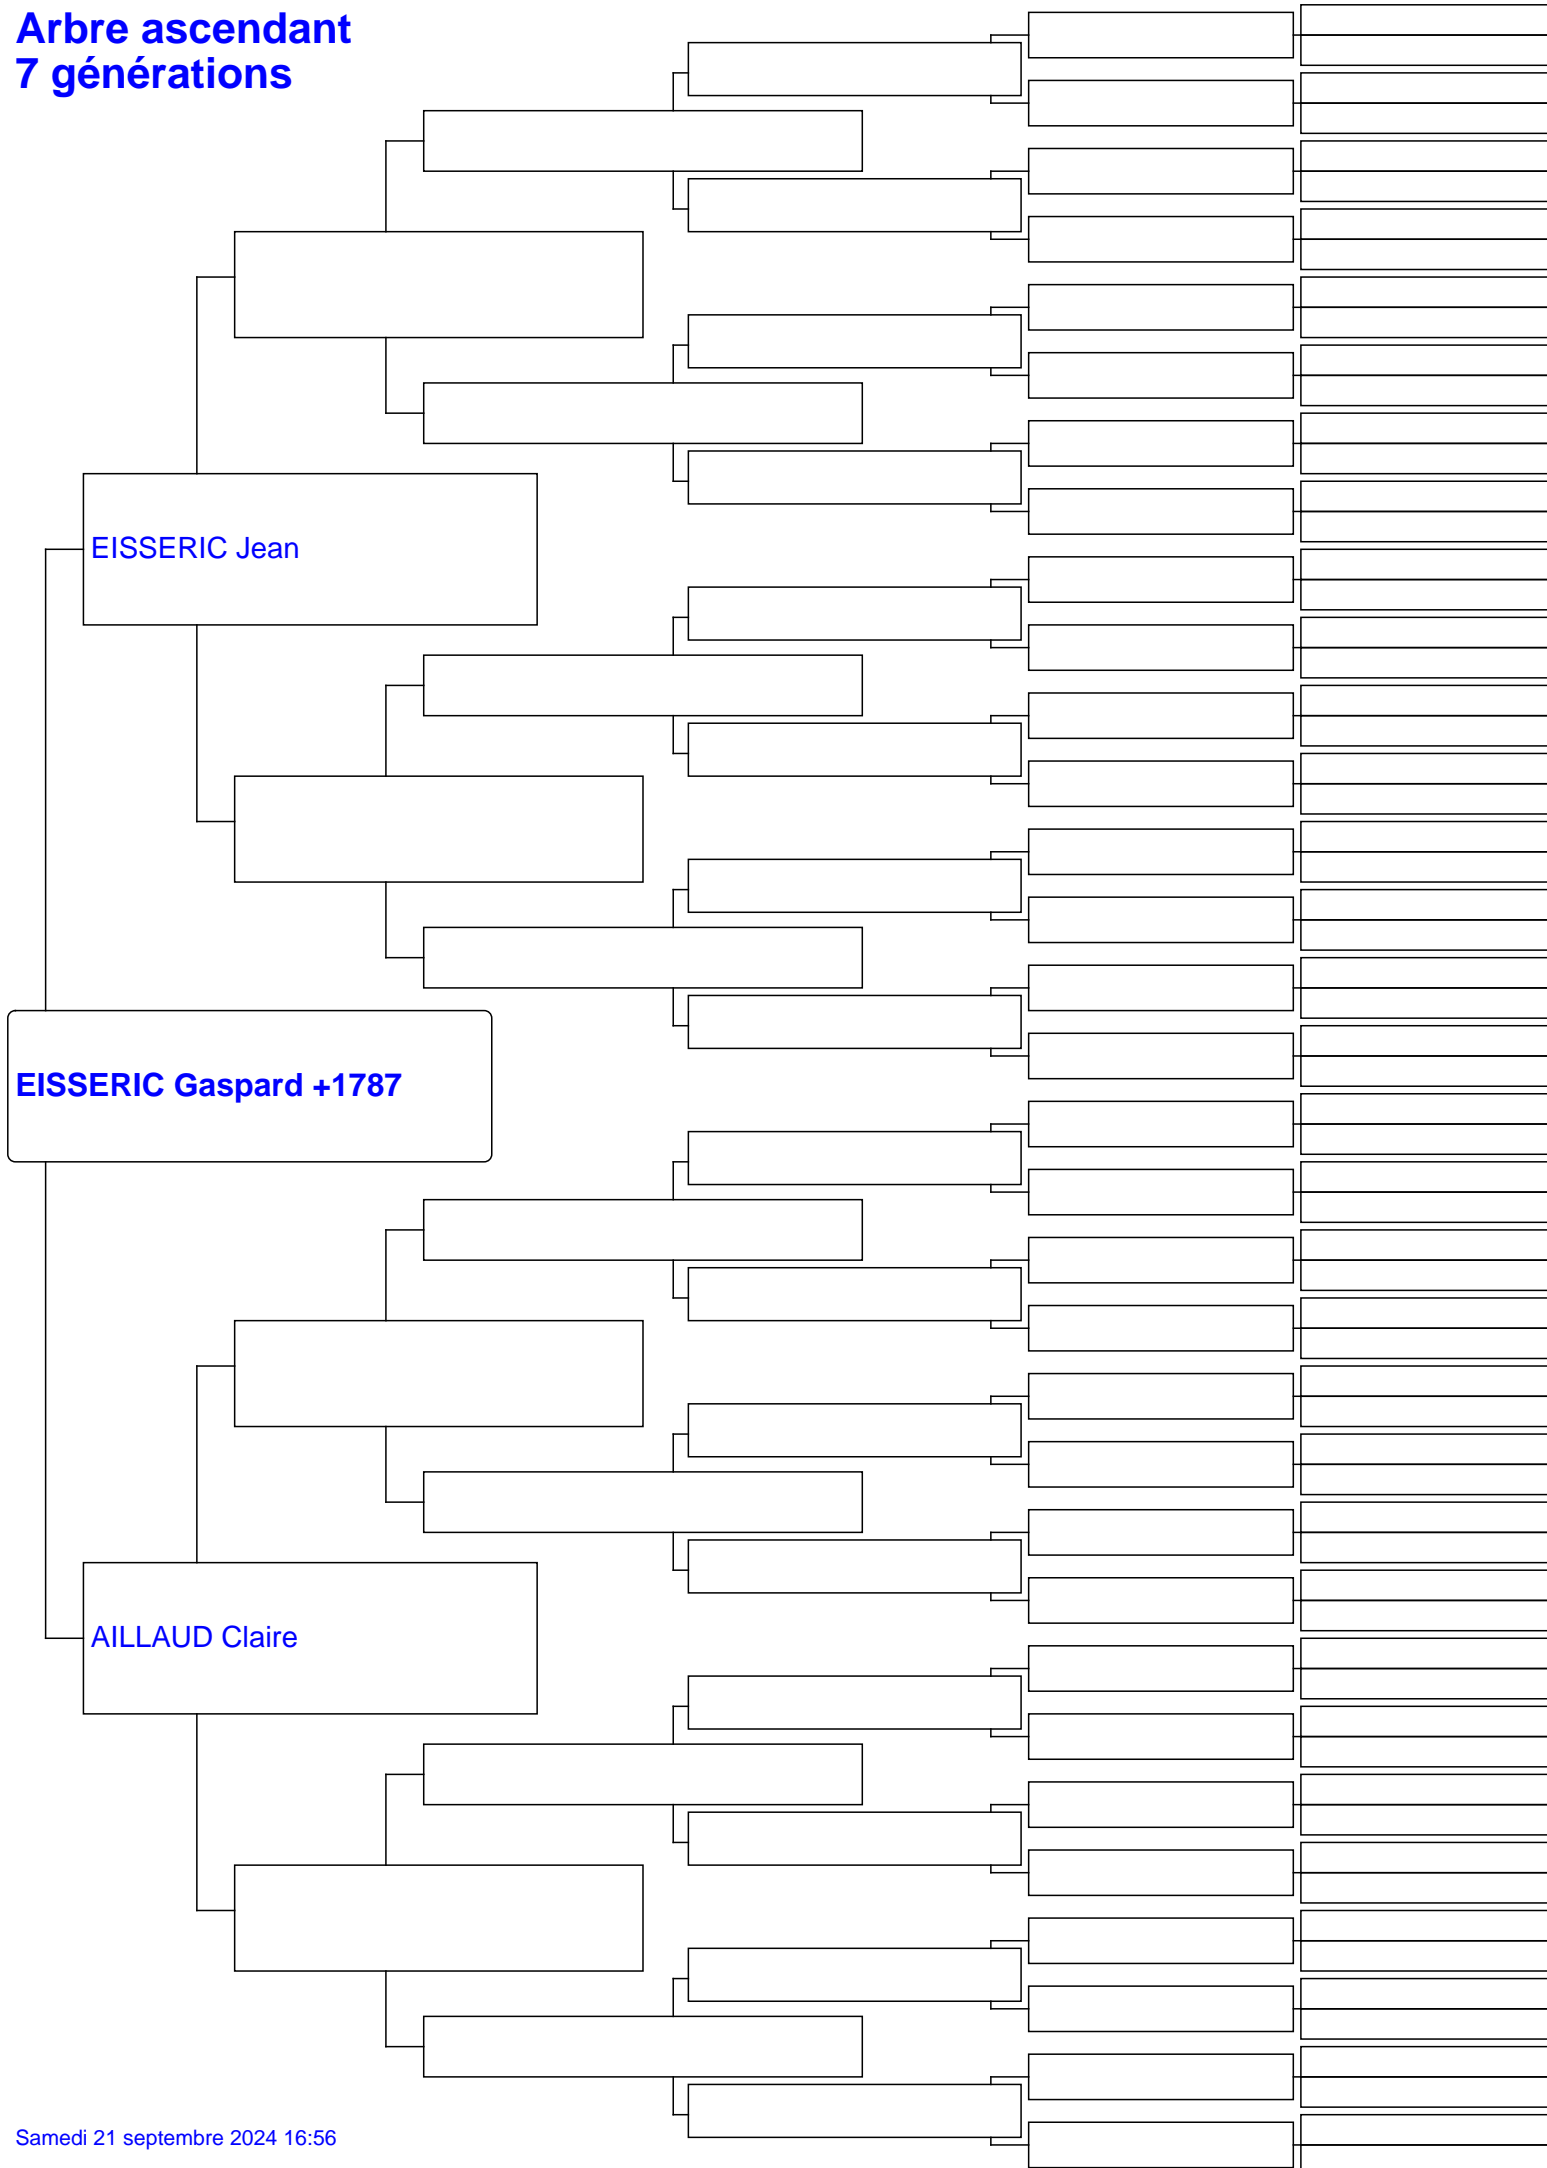 Arbre ascendant
7 générations
EISSERIC Jean
EISSERIC Gaspard +1787
AILLAUD Claire
Samedi 21 septembre 2024 16:56